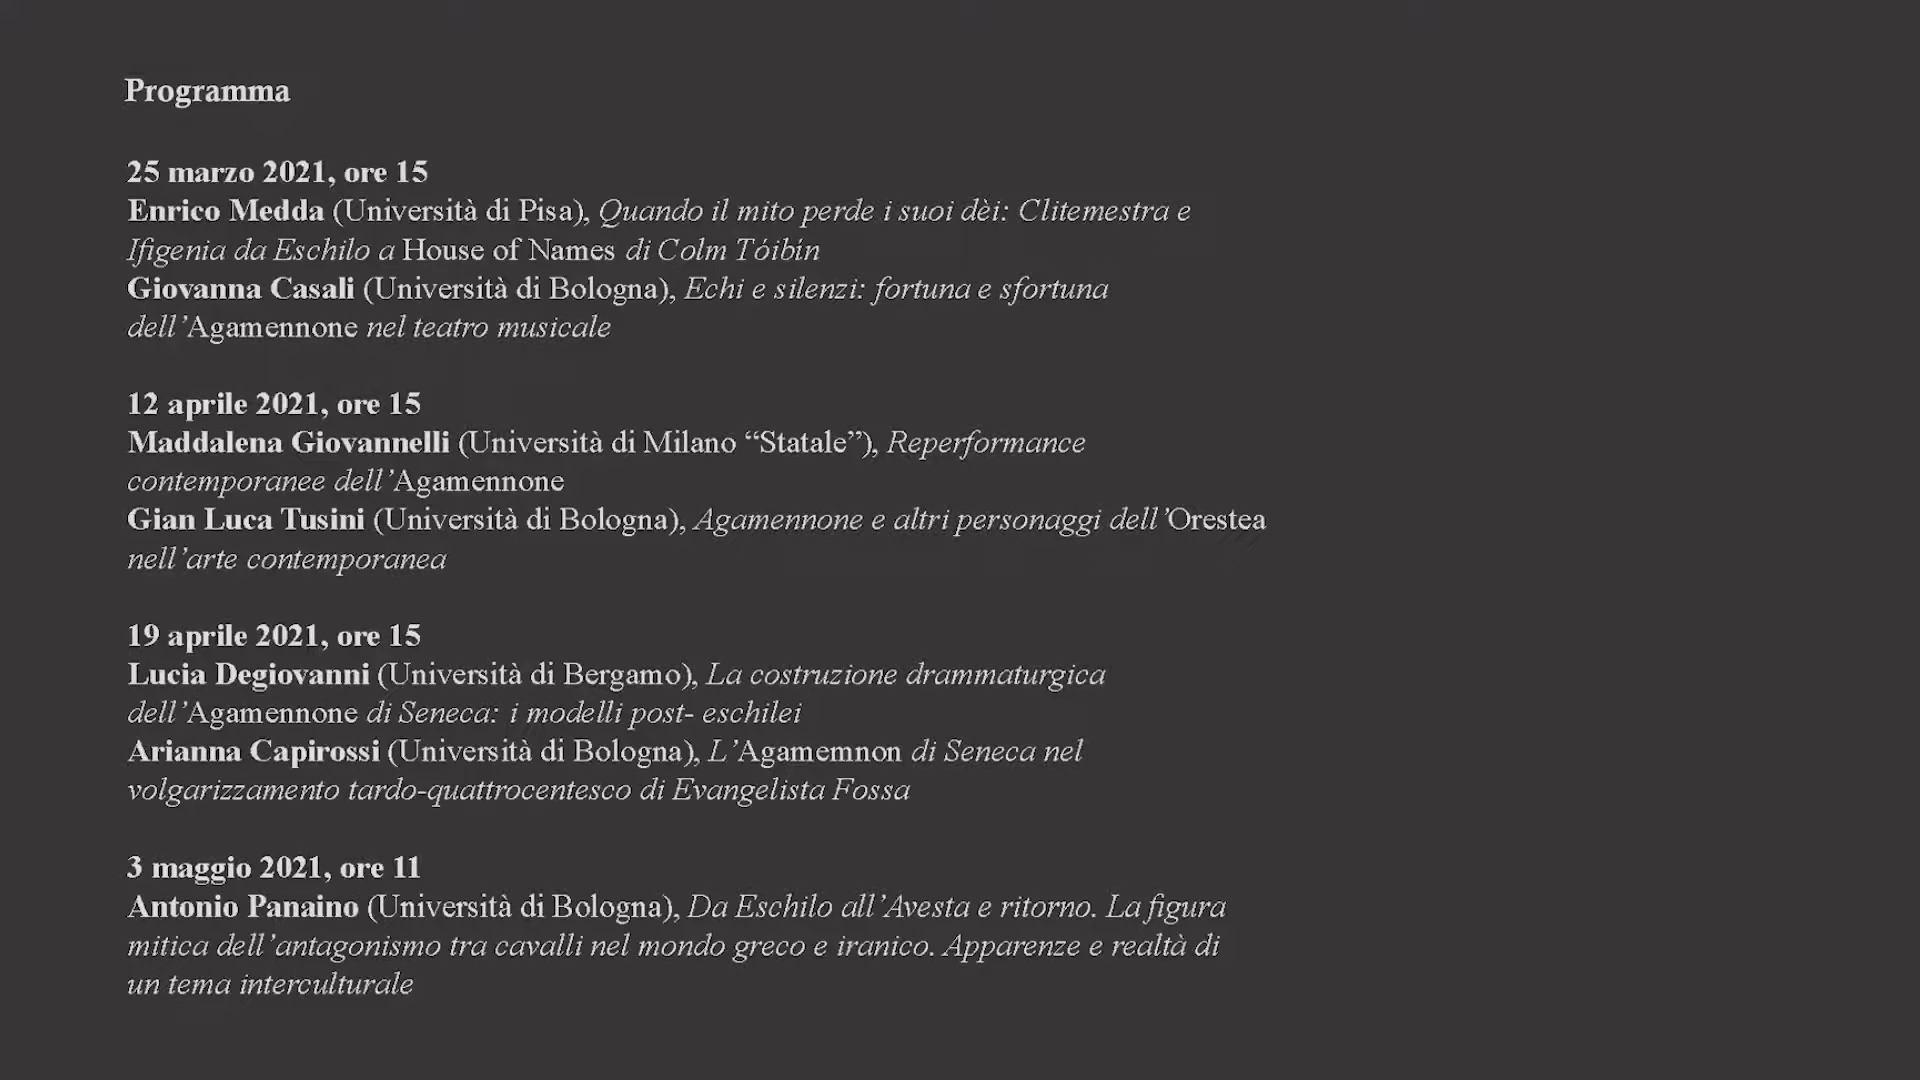 Programma
25 marzo 2021, ore 15
Enrico Medda (Università di Pisa), Quando il mito perde i suoi dèi: Clitemestra e
Ifigenia da Eschilo a House of Names di Colm Tóibín
Giovanna Casali (Università di Bologna), Echi e silenzi: fortuna e sfortuna
dell’Agamennone nel teatro musicale
12 aprile 2021, ore 15
Maddalena Giovannelli (Università di Milano “Statale”), Reperformance
contemporanee dell’Agamennone
Gian Luca Tusini (Università di Bologna), Agamennone e altri personaggi dell’Orestea
nell’arte contemporanea
19 aprile 2021, ore 15
Lucia Degiovanni (Università di Bergamo), La costruzione drammaturgica
dell’Agamennone di Seneca: i modelli post- eschilei
Arianna Capirossi (Università di Bologna), L’Agamemnon di Seneca nel
volgarizzamento tardo-quattrocentesco di Evangelista Fossa
3 maggio 2021, ore 11
Antonio Panaino (Università di Bologna), Da Eschilo all’Avesta e ritorno. La figura
mitica dell’antagonismo tra cavalli nel mondo greco e iranico. Apparenze e realtà di
un tema interculturale